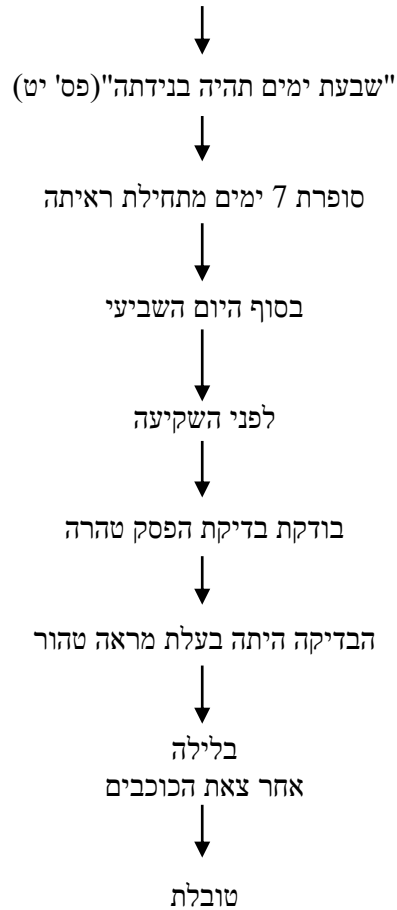 "שבעת ימים תהיה בנידתה"(פס' יט)
סופרת 7 ימים מתחילת ראיתה
בסוף היום השביעי
לפני השקיעה
בודקת בדיקת הפסק טהרה
הבדיקה היתה בעלת מראה טהור
בלילה
אחר צאת הכוכבים
טובלת